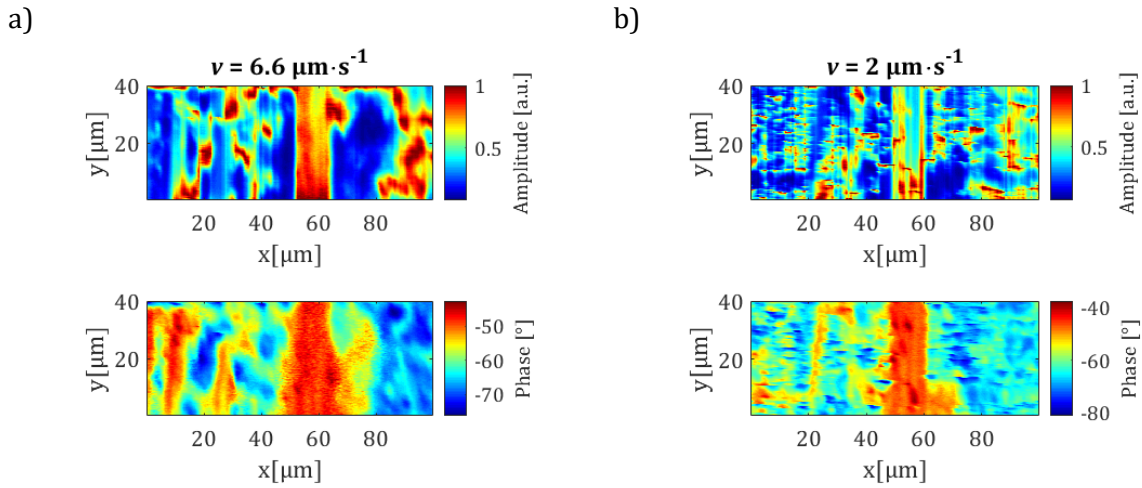 a)
v = 6.6 µm·s-1
40
20
y[µm]
20 40 60 80
x[µm]
1
0.5
Amplitude [a.u.]
40
20
y[µm]
20 40 60 80
x[µm]
-50
-60
-70
Phase [°]
b)
v = 2 µm·s-1
40
20
y[µm]
20 40 60 80
x[µm]
1
0.5
Amplitude [a.u.]
40
20
y[µm]
20 40 60 80
x[µm]
-40
-60
-80
Phase [°]